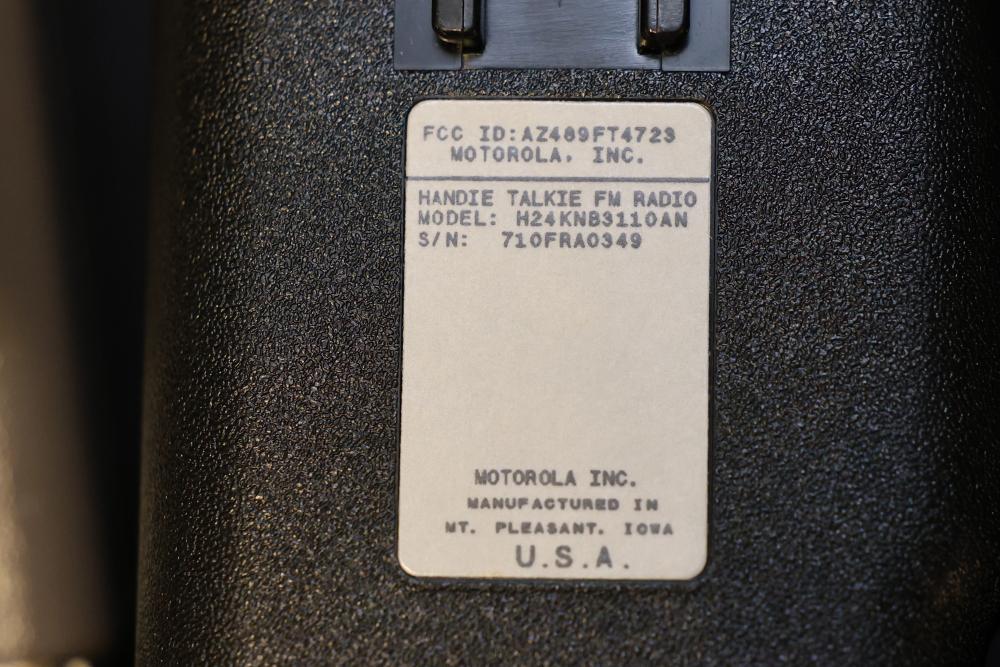 FCC ID:AZ489FT4723
MOTOROLA, INC.
HANDIE TALKIE FM RADIO
MODEL: H24KNB3110AN
S/N: 710FRA0349
MOTOROLA INC.
MANUFACTURED IN
MT. PLEASANT. IOWA
U.S.A.